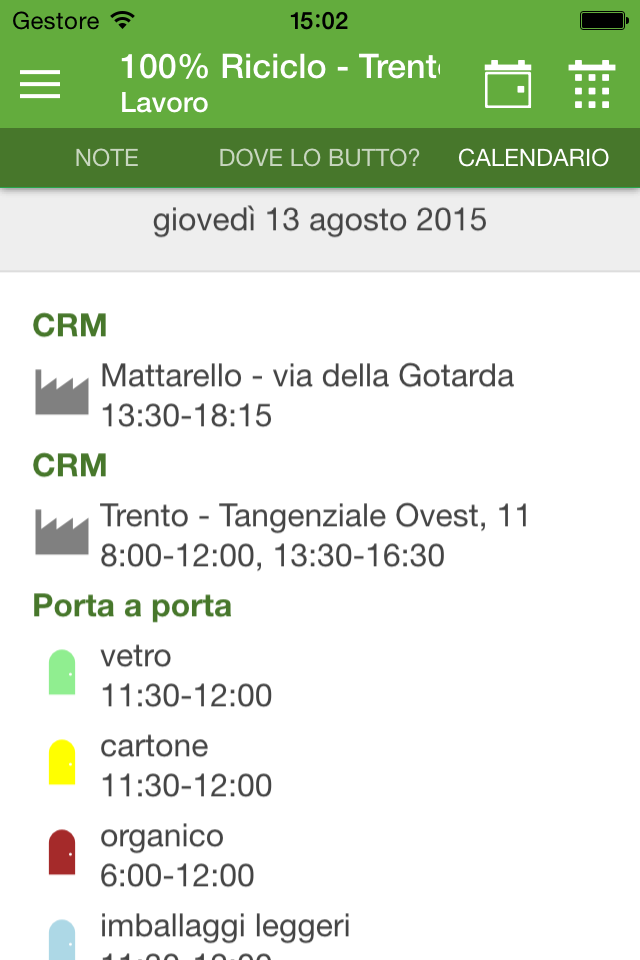 Gestore 15:02
100% Riciclo - Trent
Lavoro
NOTE DOVE LO BUTTO? CALENDARIO
giovedì 13 agosto 2015
CRM
Mattarello - via della Gotarda
13:30-18:15
CRM
Trento - Tangenziale Ovest, 11
8:00-12:00, 13:30-16:30
Porta a porta
vetro
11:30-12:00
cartone
11:30-12:00
organico
6:00-12:00
imballaggi leggeri